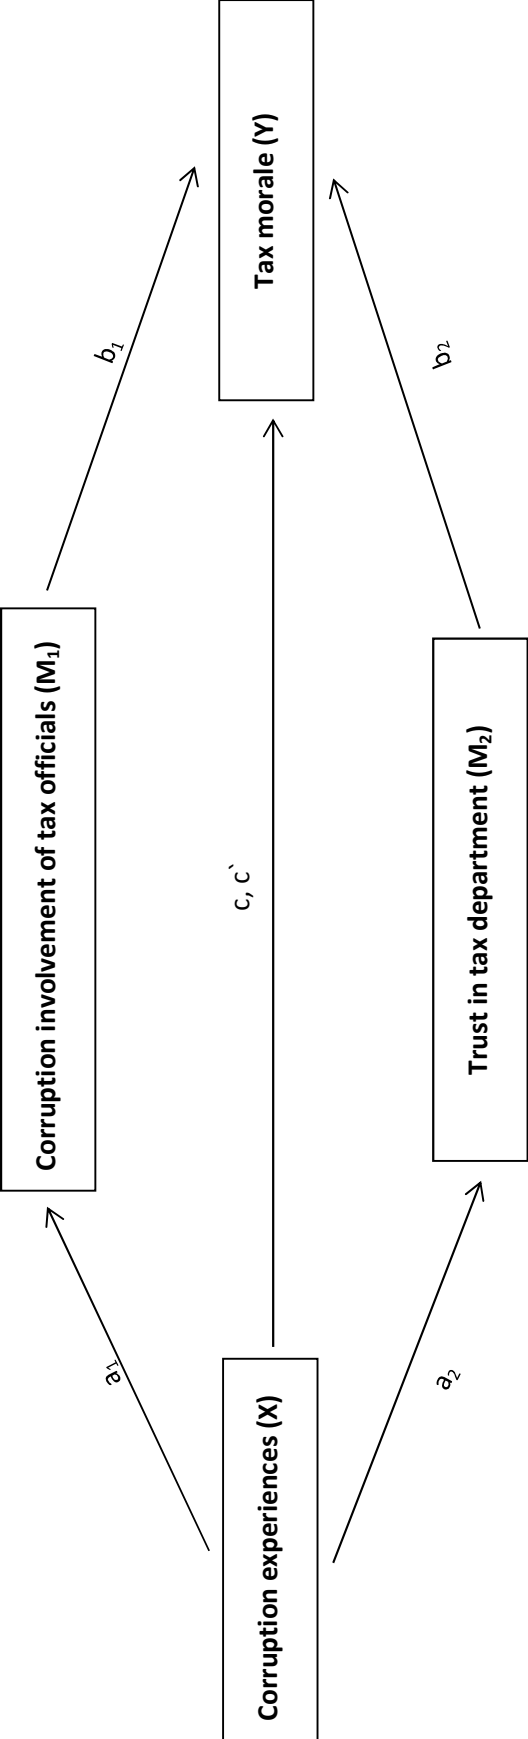 Corruption involvement of tax officials (M₁)
a₁
b₁
Corruption experiences (X)
c, c`
Tax morale (Y)
a₂
b₂
Trust in tax department (M₂)